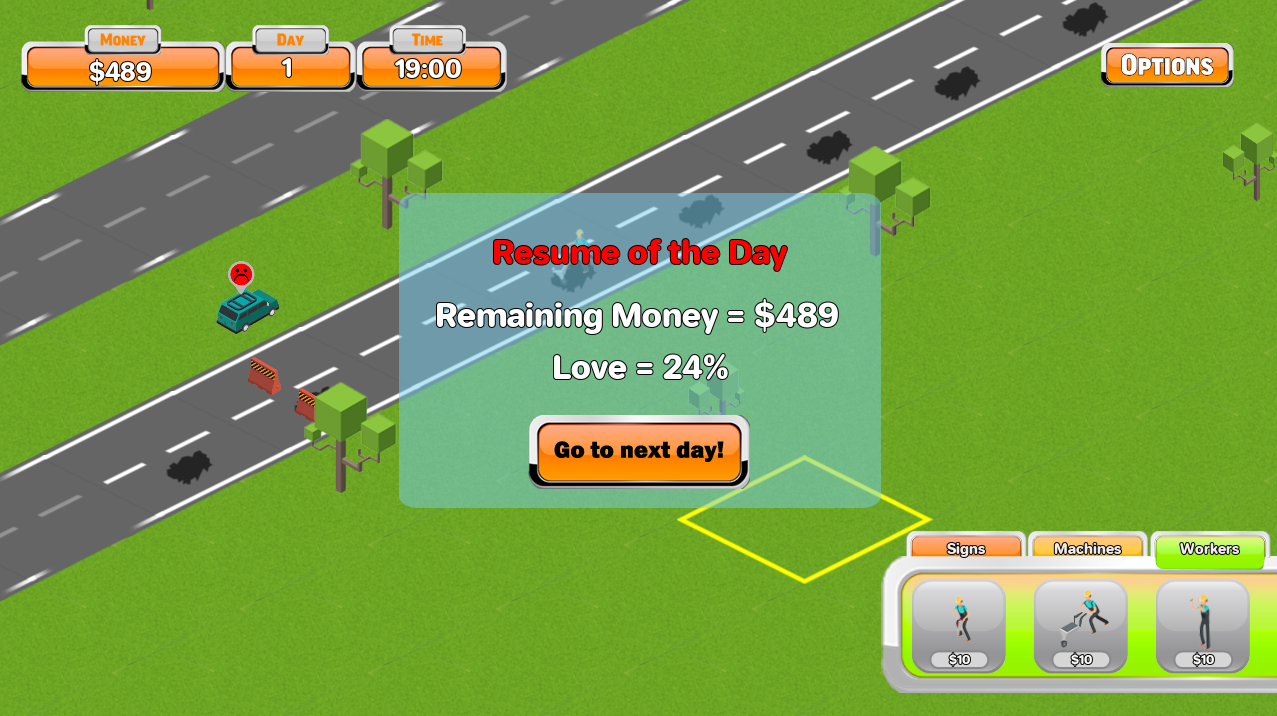 Money
$489
Day
1
Time
19:00
Options
Resume of the Day
Remaining Money = $489
Love = 24%
Go to next day!
Signs
Machines
Workers
$10
$10
$10